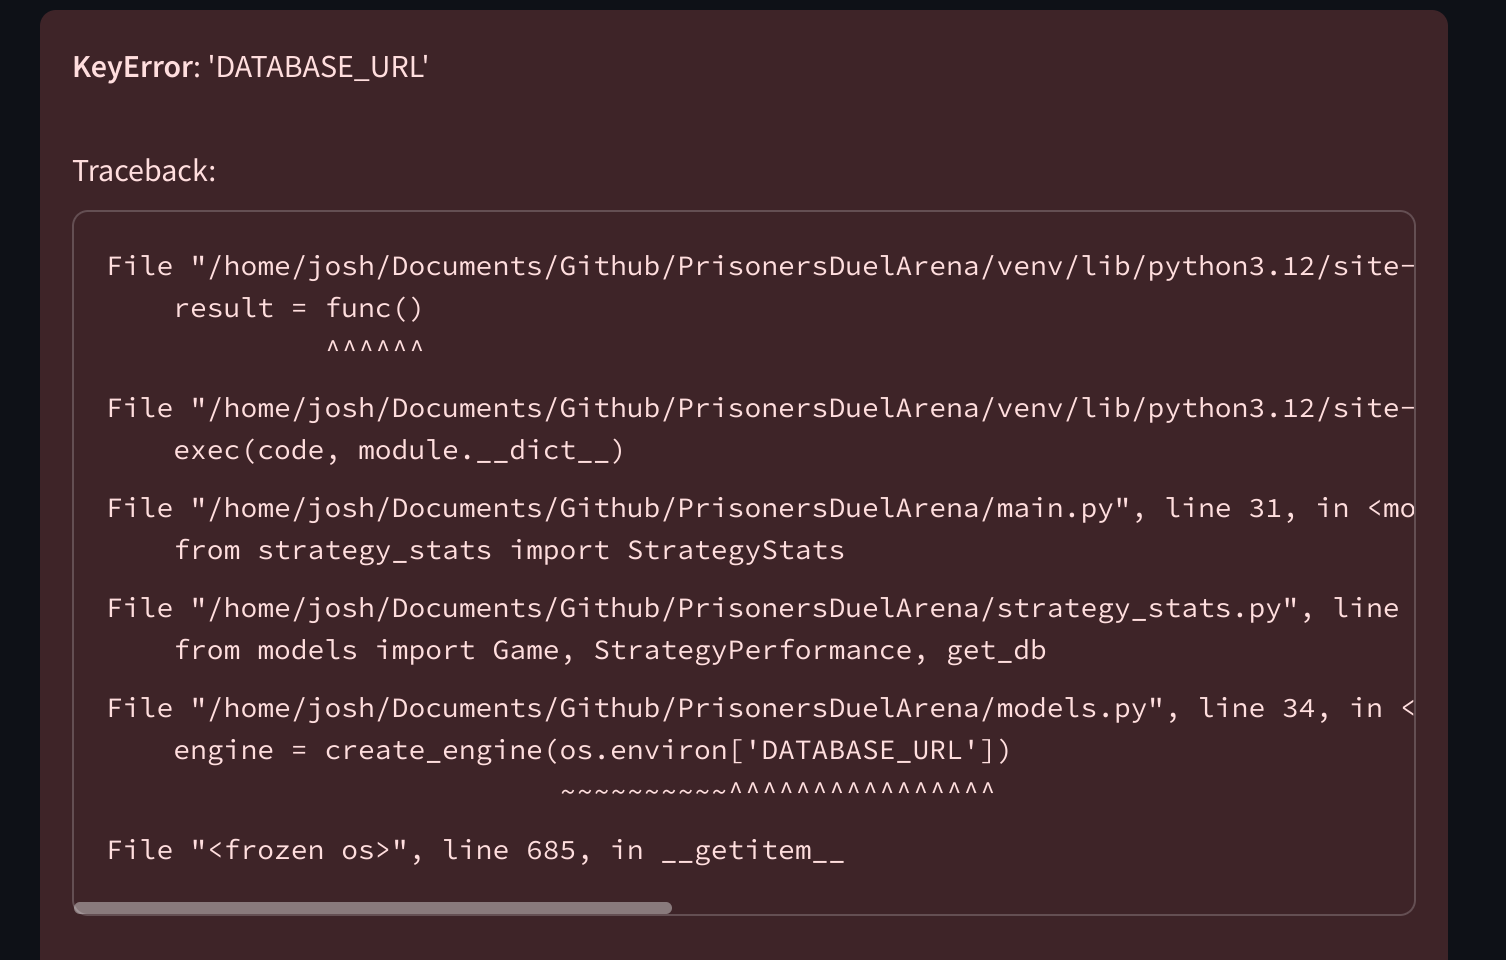 KeyError: 'DATABASE_URL'
Traceback:
File "/home/josh/Documents/Github/PrisonersDuelArena/venv/lib/python3.12/site-
    result = func()
             ^^^^^^
File "/home/josh/Documents/Github/PrisonersDuelArena/venv/lib/python3.12/site-
    exec(code, module.__dict__)
File "/home/josh/Documents/Github/PrisonersDuelArena/main.py", line 31, in <mo
    from strategy_stats import StrategyStats
File "/home/josh/Documents/Github/PrisonersDuelArena/strategy_stats.py", line
    from models import Game, StrategyPerformance, get_db
File "/home/josh/Documents/Github/PrisonersDuelArena/models.py", line 34, in <
    engine = create_engine(os.environ['DATABASE_URL'])
                           ~~~~~~~~~~^^^^^^^^^^^^^^^^
File "<frozen os>", line 685, in __getitem__